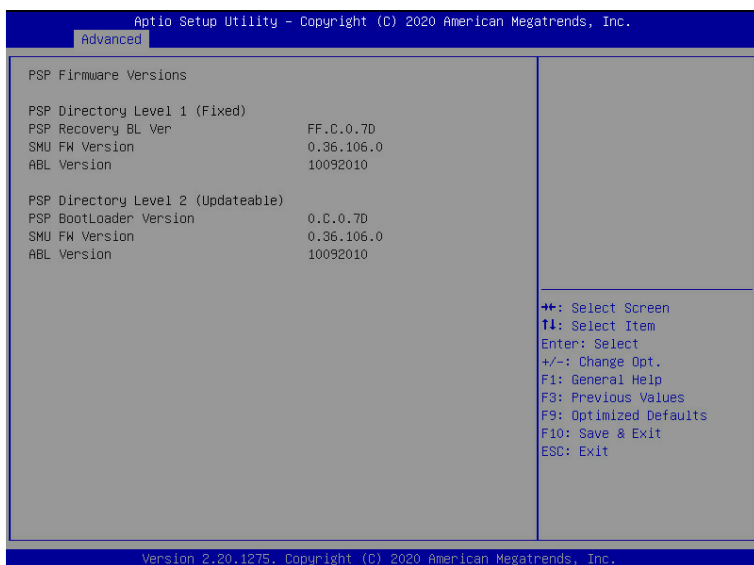 Aptio Setup Utility – Copyright (C) 2020 American Megatrends, Inc.
Advanced
PSP Firmware Versions
PSP Directory Level 1 (Fixed)
PSP Recovery BL Ver FF.C.0.7D
SMU FW Version 0.36.106.0
ABL Version 10092010
PSP Directory Level 2 (Updateable)
PSP BootLoader Version 0.C.0.7D
SMU FW Version 0.36.106.0
ABL Version 10092010
→←: Select Screen
↑↓: Select Item
Enter: Select
+/-: Change Opt.
F1: General Help
F3: Previous Values
F9: Optimized Defaults
F10: Save & Exit
ESC: Exit
Version 2.20.1275. Copyright (C) 2020 American Megatrends, Inc.